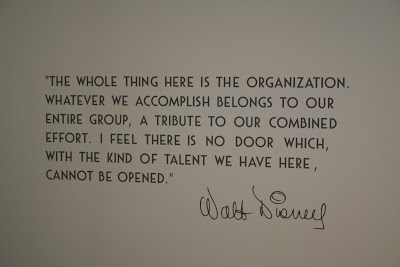 "THE WHOLE THING HERE IS THE ORGANIZATION.
WHATEVER WE ACCOMPLISH BELONGS TO OUR
ENTIRE GROUP, A TRIBUTE TO OUR COMBINED
EFFORT. I FEEL THERE IS NO DOOR WHICH,
WITH THE KIND OF TALENT WE HAVE HERE,
CANNOT BE OPENED."
Walt Disney